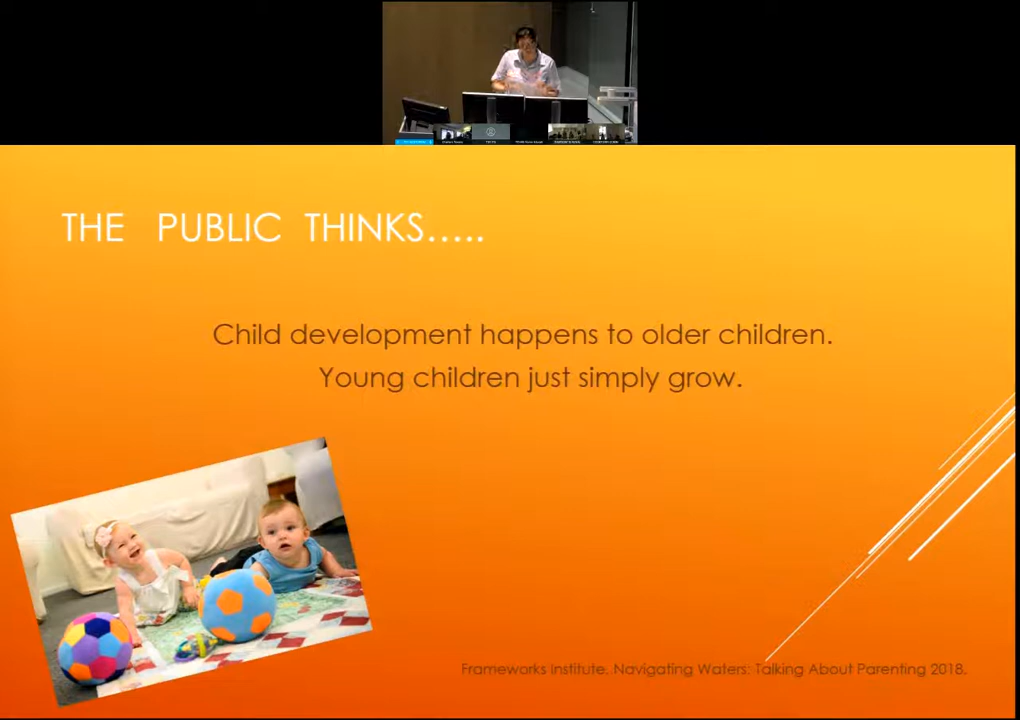 THE PUBLIC THINKS.....
Child development happens to older children.
Young children just simply grow.
Frameworks Institute. Navigating Waters: Talking About Parenting 2018.